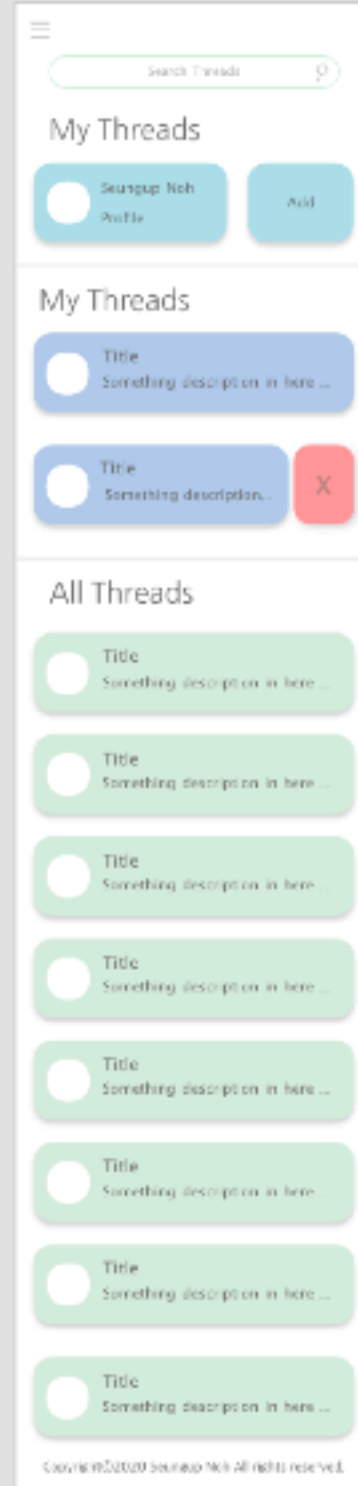 Search Threads
My Threads
Seungup Noh
Profile
Add
My Threads
Title
Something description in here ...
Title
Something description...
X
All Threads
Title
Something description in here ...
Title
Something description in here ...
Title
Something description in here ...
Title
Something description in here ...
Title
Something description in here ...
Title
Something description in here ...
Title
Something description in here ...
Title
Something description in here ...
Copyright©2020 Seungup Noh All rights reserved.